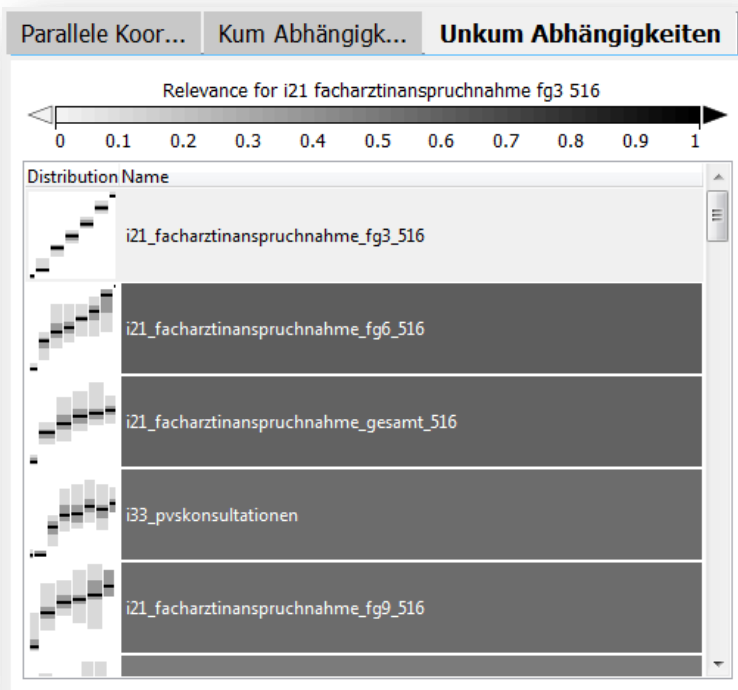 Parallele Koor... Kum Abhängigk... Unkum Abhängigkeiten
Relevance for i21 facharztinanspruchnahme fg3 516
0 0.1 0.2 0.3 0.4 0.5 0.6 0.7 0.8 0.9 1
Distribution Name
i21_facharztinanspruchnahme_fg3_516
i21_facharztinanspruchnahme_fg6_516
i21_facharztinanspruchnahme_gesamt_516
i33_pvskonsultationen
i21_facharztinanspruchnahme_fg9_516